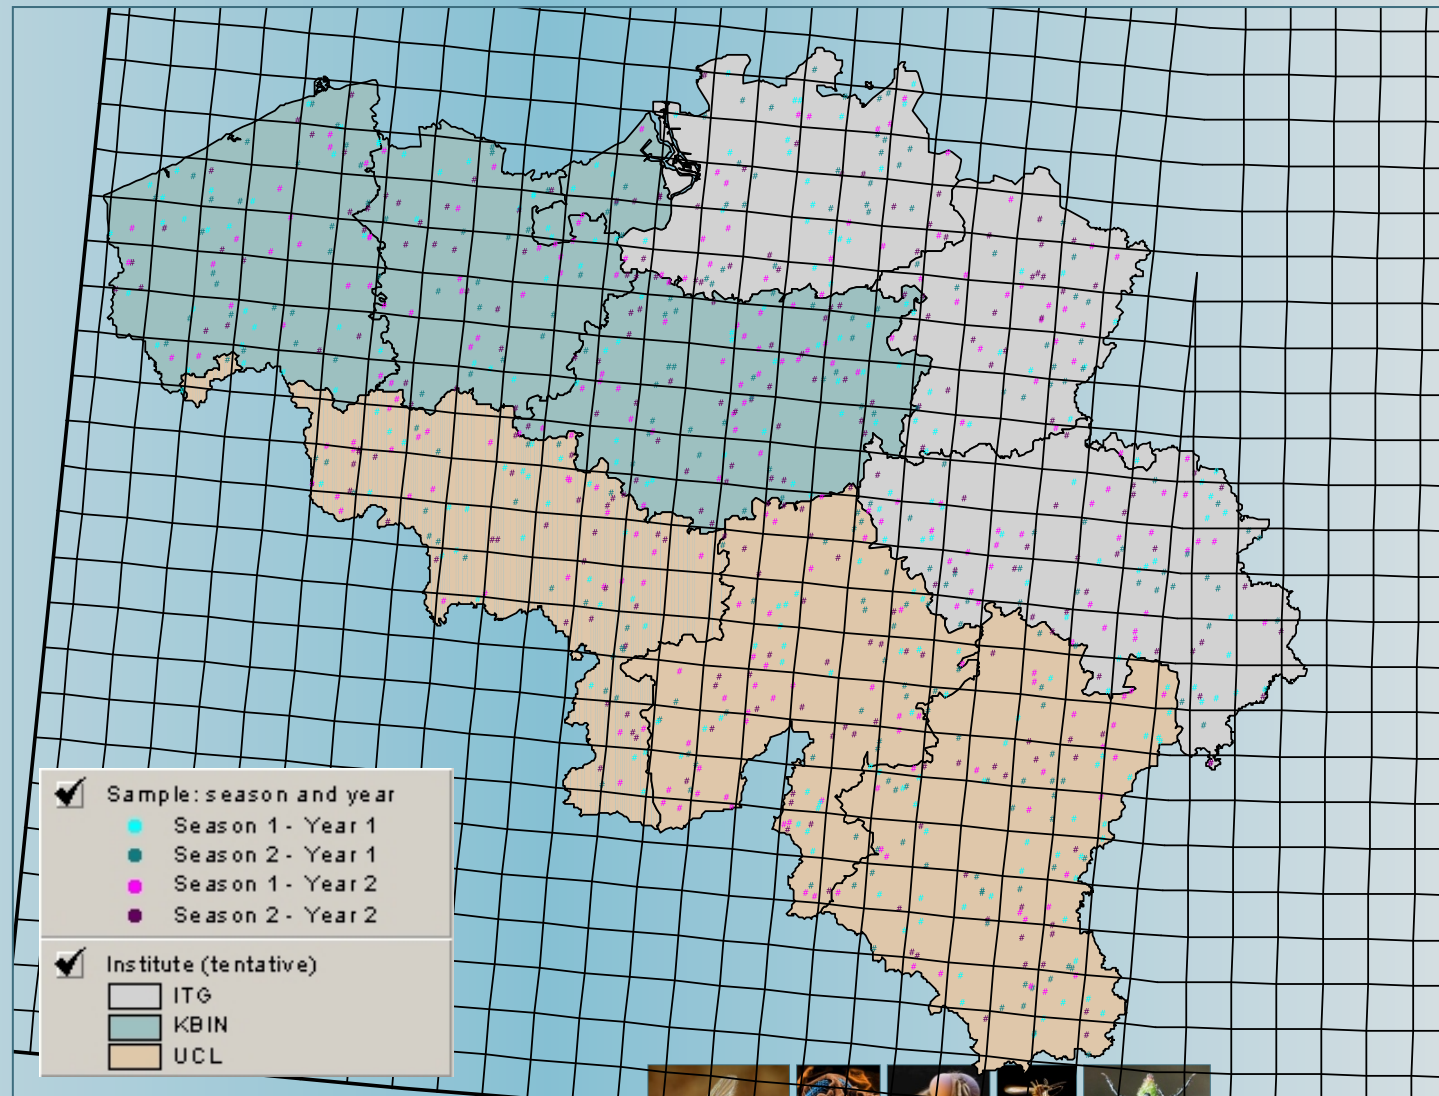 Sample: season and year
Season 1 - Year 1
Season 2 - Year 1
Season 1 - Year 2
Season 2 - Year 2
Institute (tentative)
ITG
KBIN
UCL